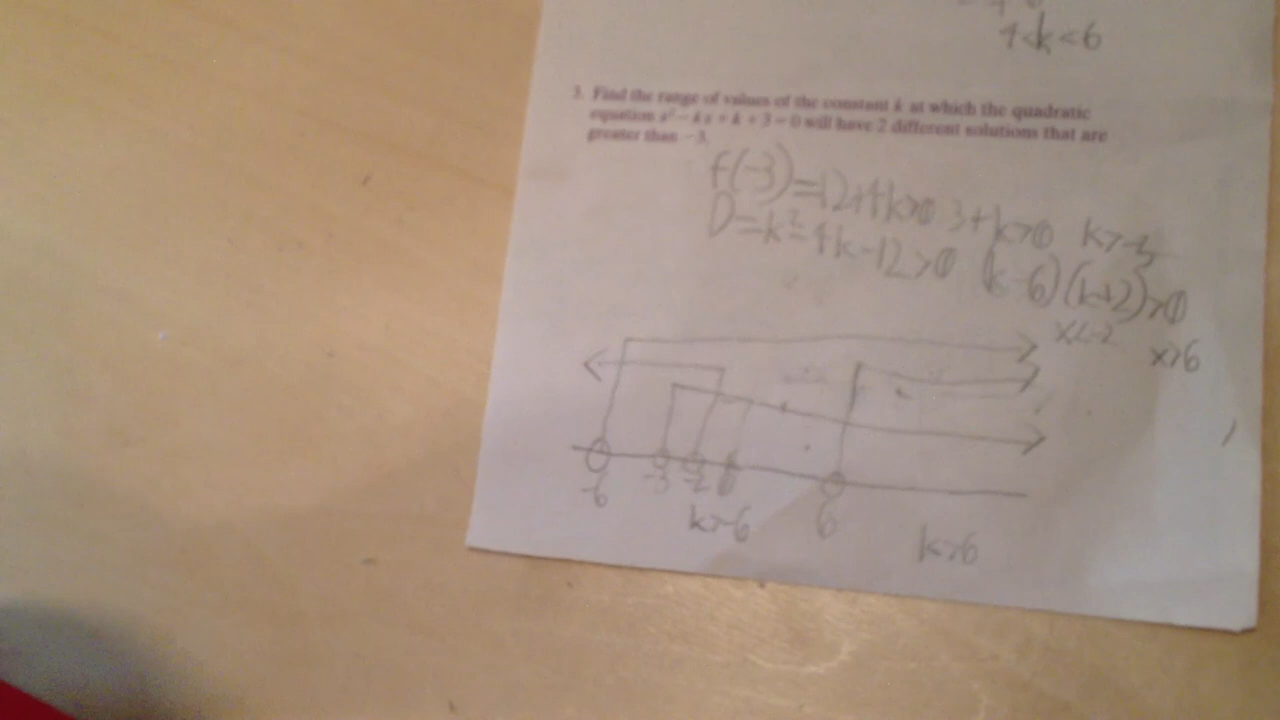 4<k<6
3. Find the range of values of the constant k at which the quadratic
equation x² - kx + k + 3 = 0 will have 2 different solutions that are
greater than -3.
f(-3)=12+4k>0 3+k>0 k>-3
D=k²-4k-12>0 (k-6)(k+2)>0
x<-2 x>6
-6 -3 -2 6
k>-6 k>6